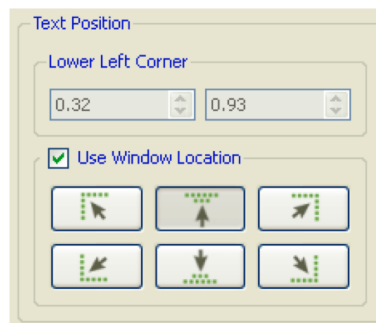 Text Position
Lower Left Corner
0.32 0.93
Use Window Location